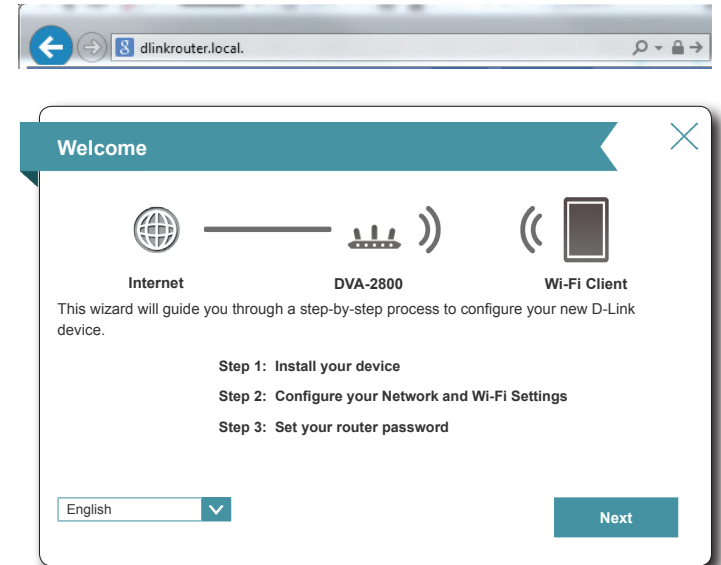 8 dlinkrouter.local.
Welcome
Internet DVA-2800 Wi-Fi Client
This wizard will guide you through a step-by-step process to configure your new D-Link
device.
Step 1: Install your device
Step 2: Configure your Network and Wi-Fi Settings
Step 3: Set your router password
English
Next